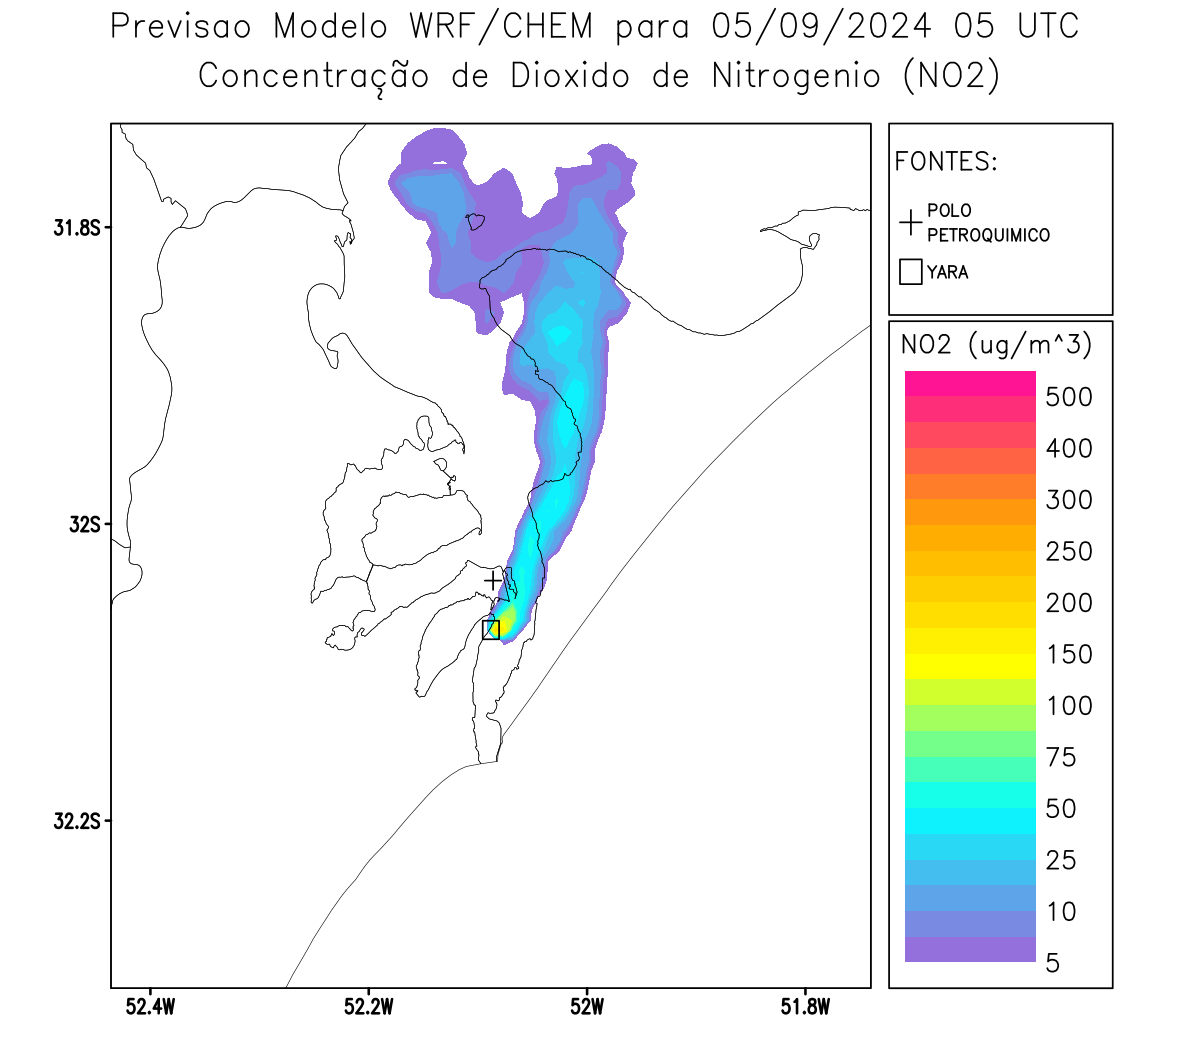 Previsao Modelo WRF/CHEM para 05/09/2024 05 UTC
Concentração de Dioxido de Nitrogenio (NO2)
FONTES:
POLO
PETROQUIMICO
YARA
NO2 (ug/m^3)
500
400
300
250
200
150
100
75
50
25
10
5
31.8S
32S
32.2S
52.4W
52.2W
52W
51.8W